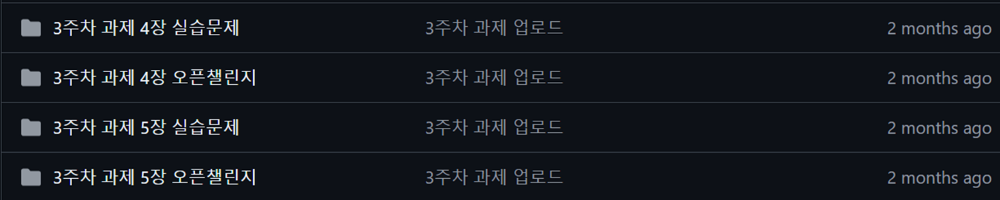 3주차 과제 4장 실습문제 3주차 과제 업로드 2 months ago
3주차 과제 4장 오픈챌린지 3주차 과제 업로드 2 months ago
3주차 과제 5장 실습문제 3주차 과제 업로드 2 months ago
3주차 과제 5장 오픈챌린지 3주차 과제 업로드 2 months ago